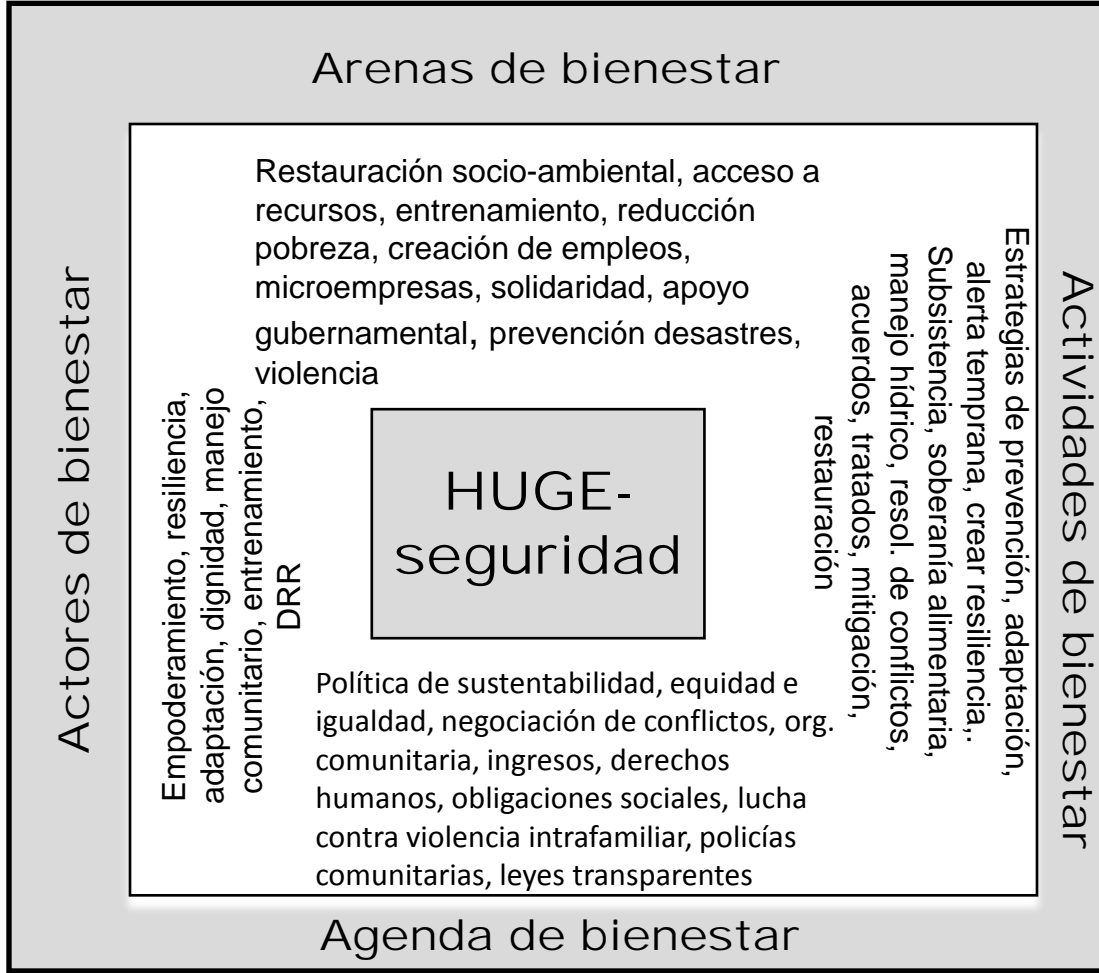 Arenas de bienestar
Restauración socio-ambiental, acceso a
recursos, entrenamiento, reducción
pobreza, creación de empleos,
microempresas, solidaridad, apoyo
gubernamental, prevención desastres,
violencia
Actores de bienestar
Empoderamiento, resiliencia,
adaptación, dignidad, manejo
comunitario, entrenamiento,
DRR
HUGE-
seguridad
Estrategias de prevención, adaptación,
alerta temprana, crear resiliencia,.
Subsistencia, soberanía alimentaria,
manejo hídrico, resol. de conflictos,
acuerdos, tratados, mitigación,
restauración
Actividades de bienestar
Política de sustentabilidad, equidad e
igualdad, negociación de conflictos, org.
comunitaria, ingresos, derechos
humanos, obligaciones sociales, lucha
contra violencia intrafamiliar, policías
comunitarias, leyes transparentes
Agenda de bienestar